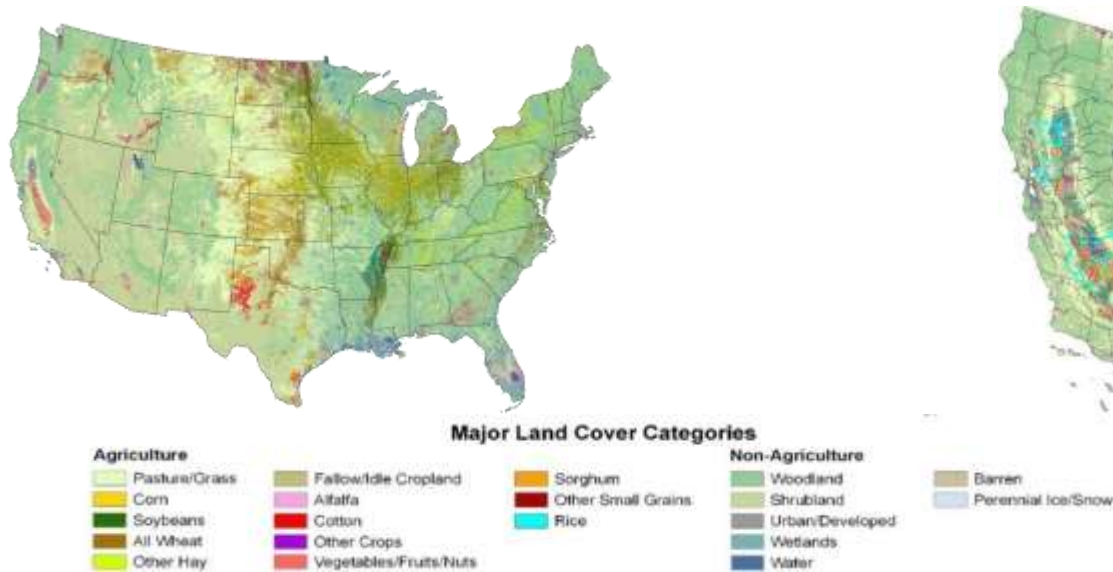 Major Land Cover Categories
Agriculture
Pasture/Grass
Corn
Soybeans
All Wheat
Other Hay
Fallow/Idle Cropland
Alfalfa
Cotton
Other Crops
Vegetables/Fruits/Nuts
Sorghum
Other Small Grains
Rice
Non-Agriculture
Woodland
Shrubland
Urban/Developed
Wetlands
Water
Barren
Perennial Ice/Snow